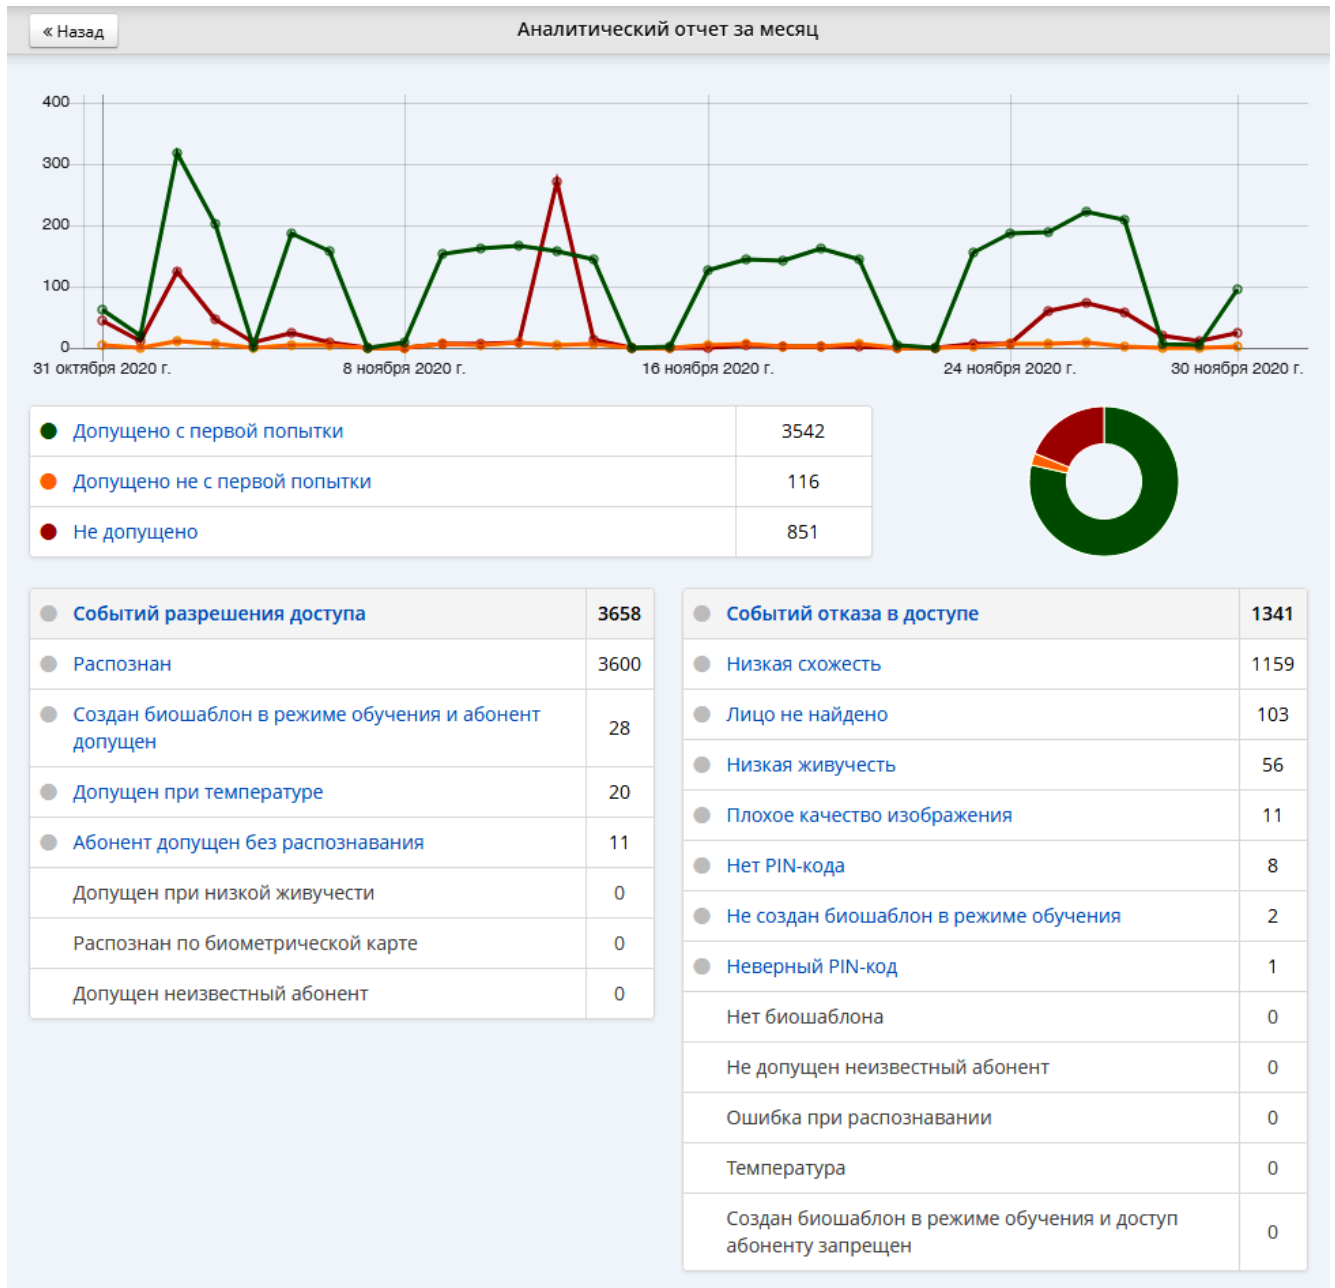 « Назад
Аналитический отчет за месяц
400
300
200
100
0
31 октября 2020 г.
8 ноября 2020 г.
16 ноября 2020 г.
24 ноября 2020 г.
30 ноября 2020 г.
Допущено с первой попытки 3542
Допущено не с первой попытки 116
Не допущено 851
Событий разрешения доступа 3658
Распознан 3600
Создан биошаблон в режиме обучения и абонент
допущен 28
Допущен при температуре 20
Абонент допущен без распознавания 11
Допущен при низкой живучести 0
Распознан по биометрической карте 0
Допущен неизвестный абонент 0
Событий отказа в доступе 1341
Низкая схожесть 1159
Лицо не найдено 103
Низкая живучесть 56
Плохое качество изображения 11
Нет PIN-кода 8
Не создан биошаблон в режиме обучения 2
Неверный PIN-код 1
Нет биошаблона 0
Не допущен неизвестный абонент 0
Ошибка при распознавании 0
Температура 0
Создан биошаблон в режиме обучения и доступ
абоненту запрещен 0